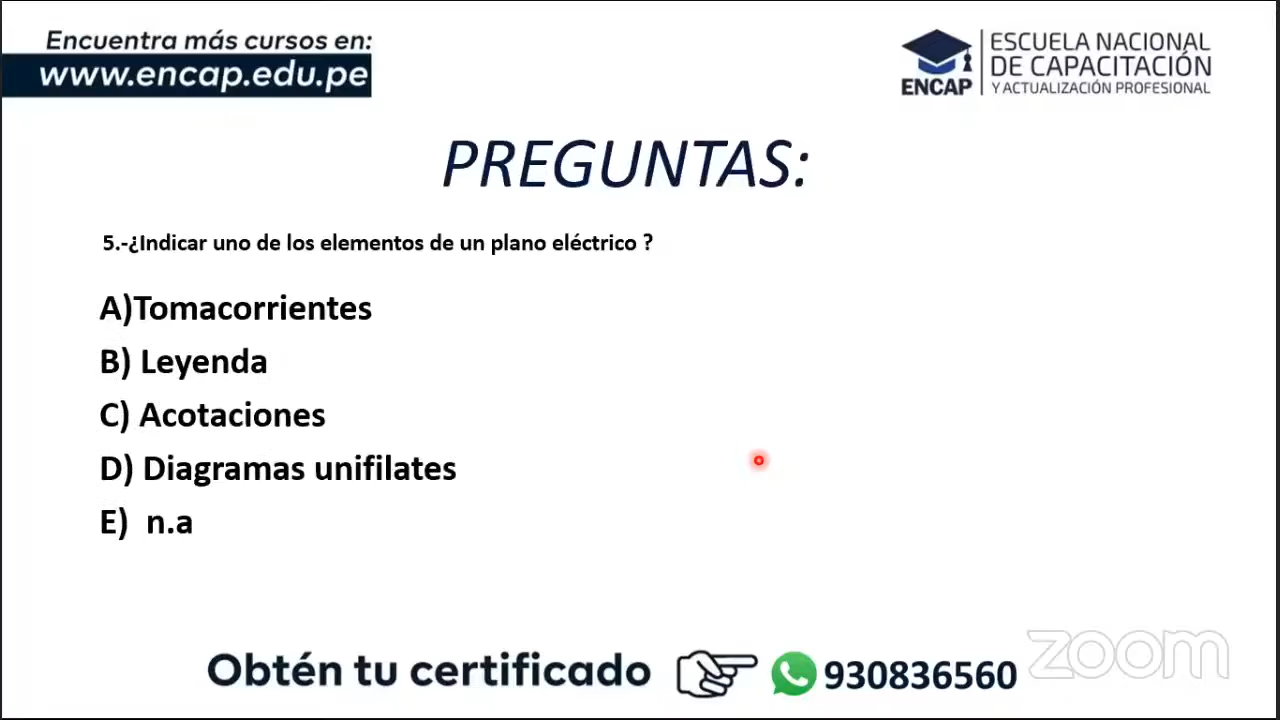 Encuentra más cursos en:
www.encap.edu.pe
ENCAP
ESCUELA NACIONAL
DE CAPACITACIÓN
Y ACTUALIZACIÓN PROFESIONAL
PREGUNTAS:
5.-¿Indicar uno de los elementos de un plano eléctrico ?
A)Tomacorrientes
B) Leyenda
C) Acotaciones
D) Diagramas unifilates
E) n.a
Obtén tu certificado
930836560
zoom